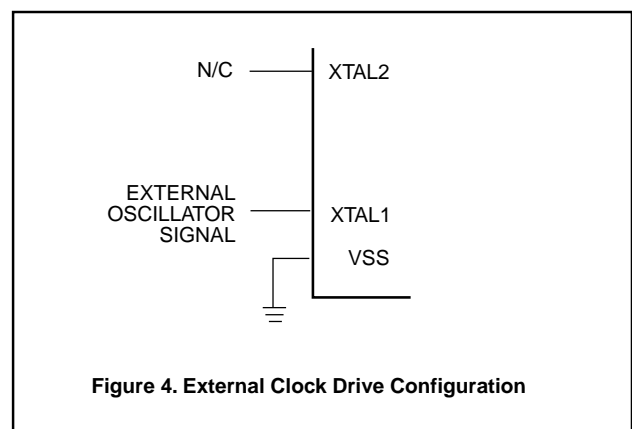 N/C
XTAL2
EXTERNAL
OSCILLATOR
SIGNAL
XTAL1
VSS
Figure 4. External Clock Drive Configuration